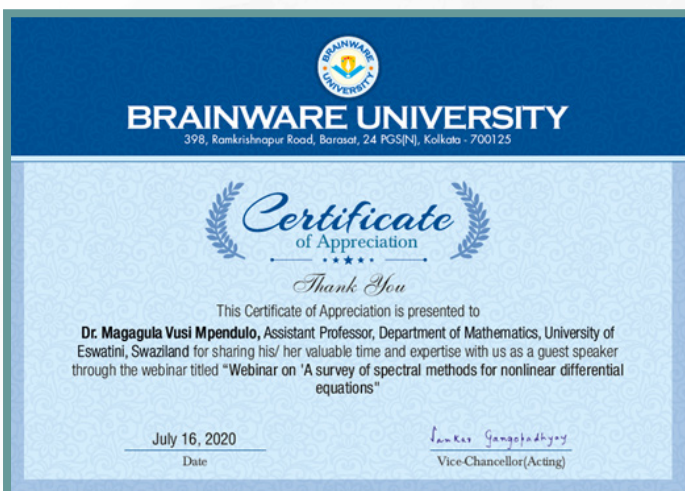 BRAINWARE
UNIVERSITY
BRAINWARE UNIVERSITY
398, Ramkrishnapur Road, Barasat, 24 PGS(N), Kolkata - 700125
Certificate
of Appreciation
Thank You
This Certificate of Appreciation is presented to
Dr. Magagula Vusi Mpendulo, Assistant Professor, Department of Mathematics, University of
Eswatini, Swaziland for sharing his/ her valuable time and expertise with us as a guest speaker
through the webinar titled "Webinar on 'A survey of spectral methods for nonlinear differential
equations"
July 16, 2020
Date
Sankar Gangopadhyay
Vice-Chancellor(Acting)